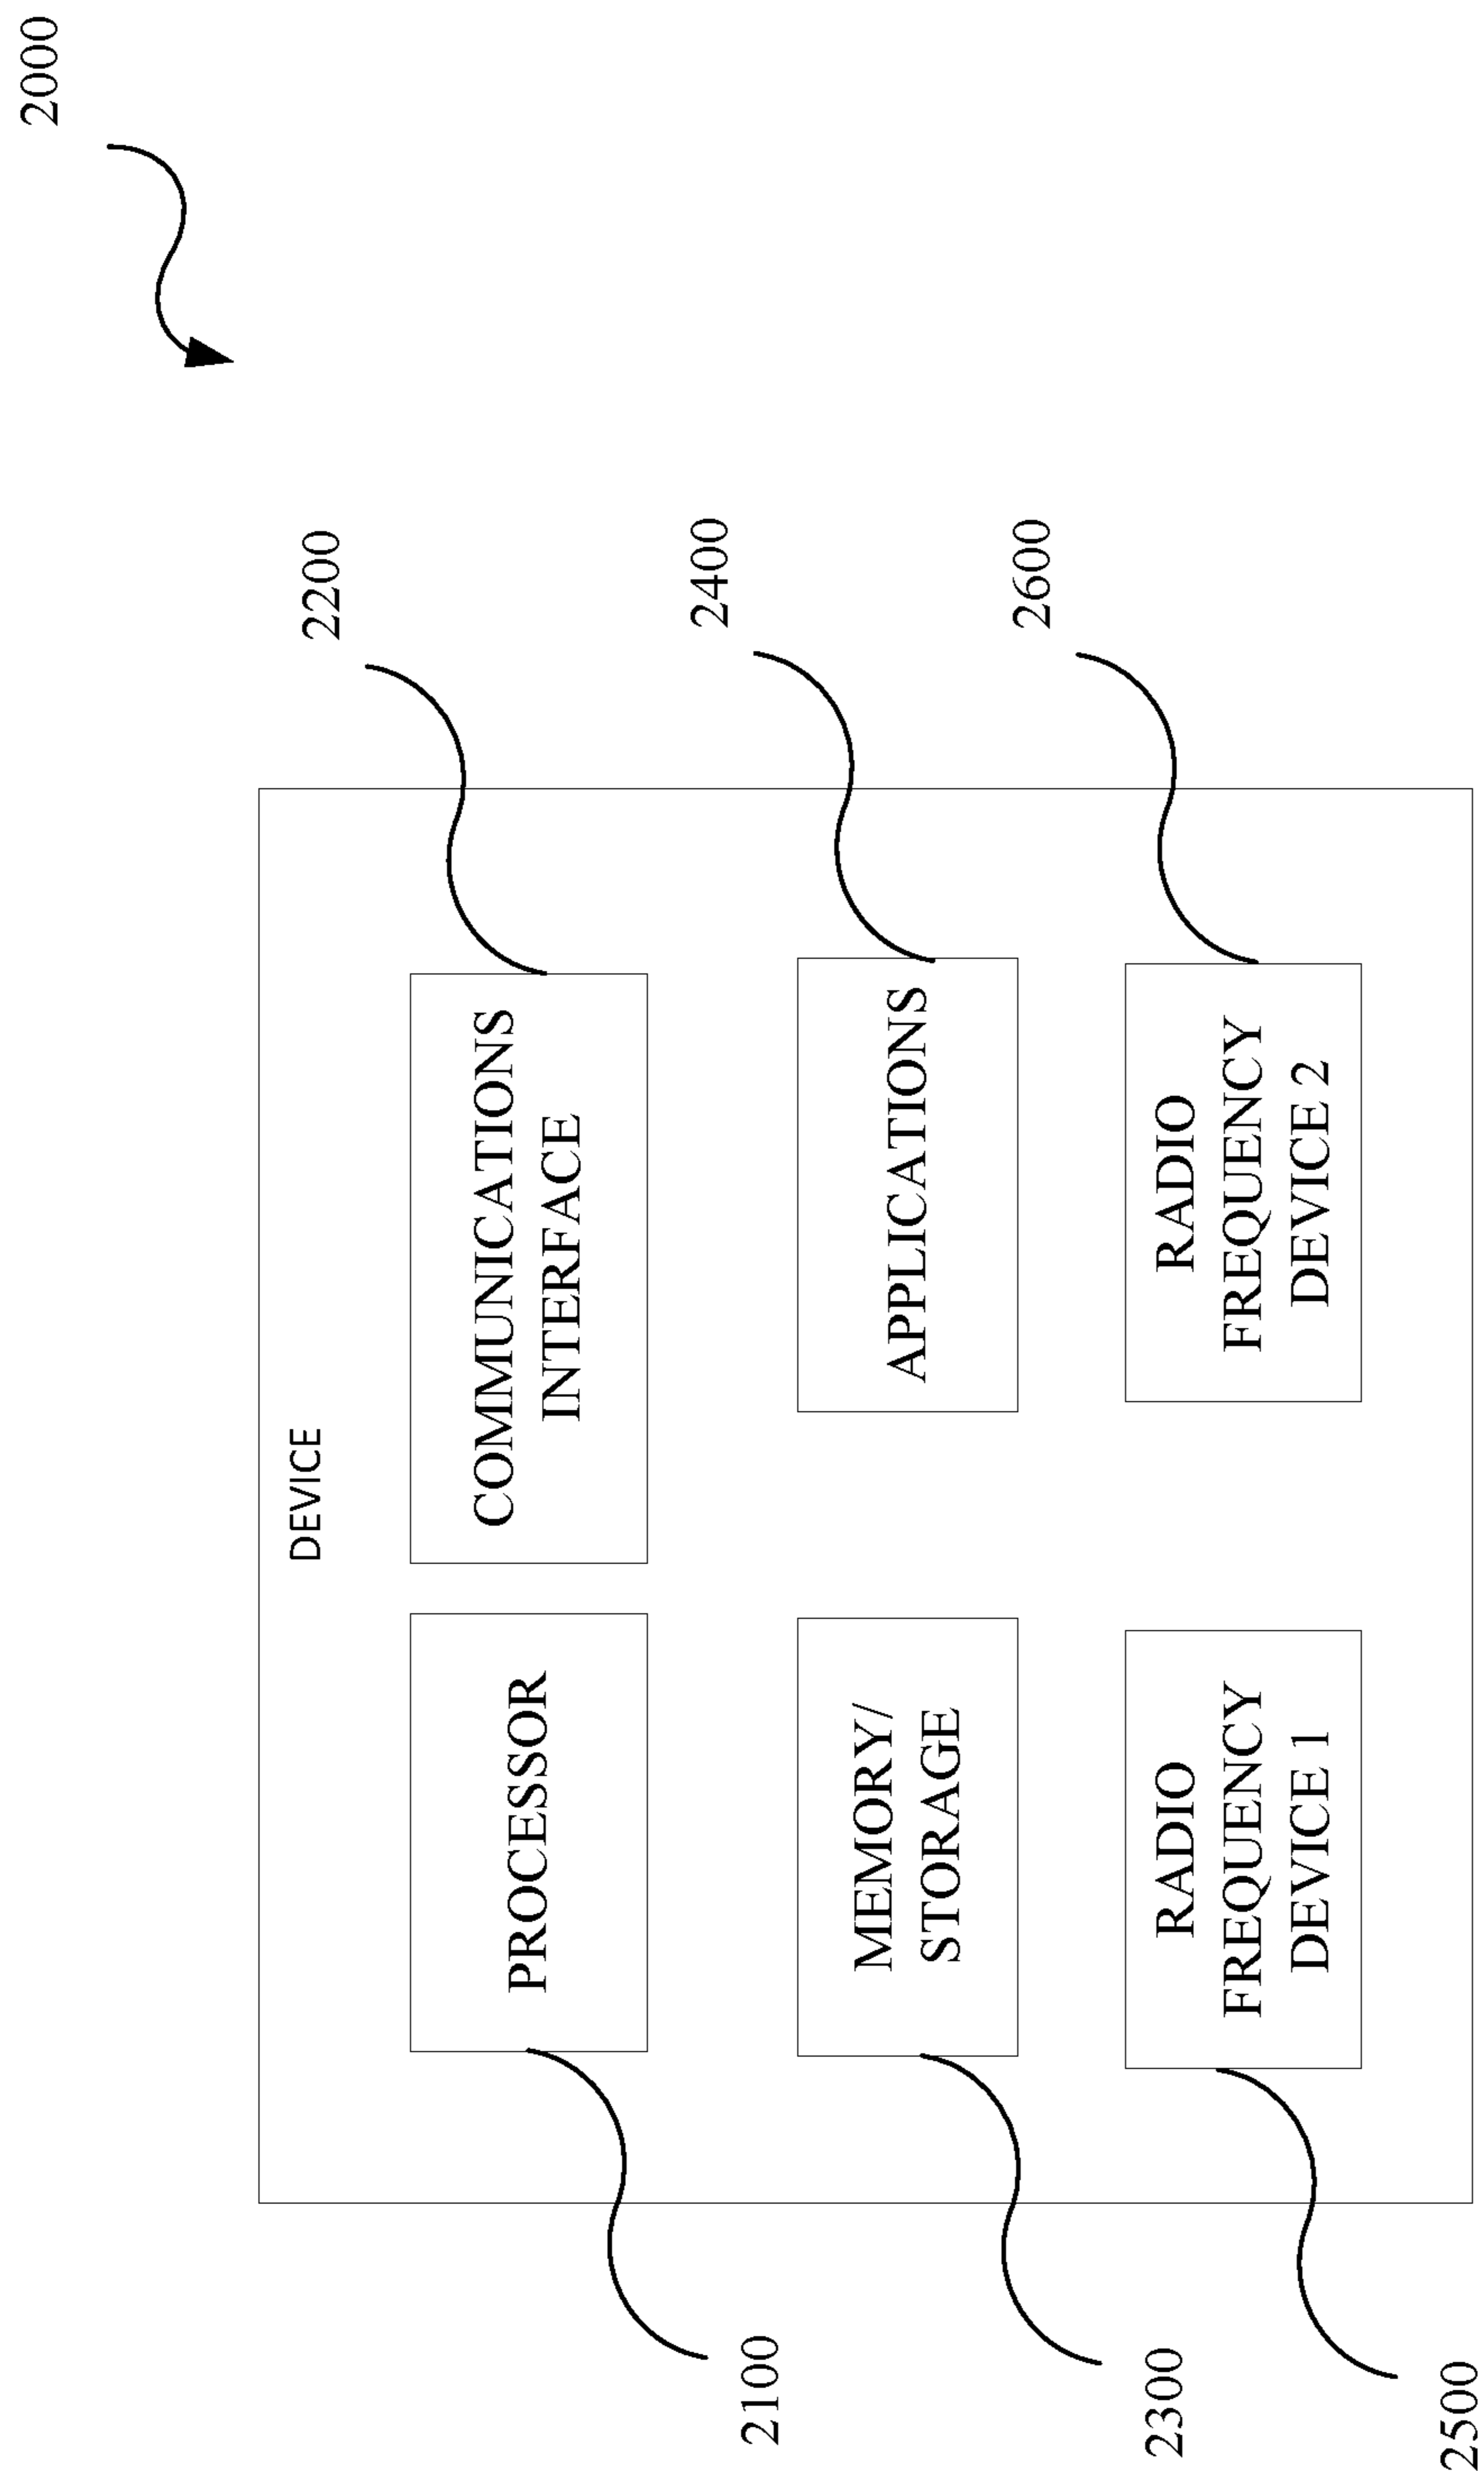 2000
DEVICE
2200
PROCESSOR
COMMUNICATIONS
INTERFACE
2100
2400
MEMORY/
STORAGE
APPLICATIONS
2300
2600
RADIO
FREQUENCY
DEVICE 1
RADIO
FREQUENCY
DEVICE 2
2500